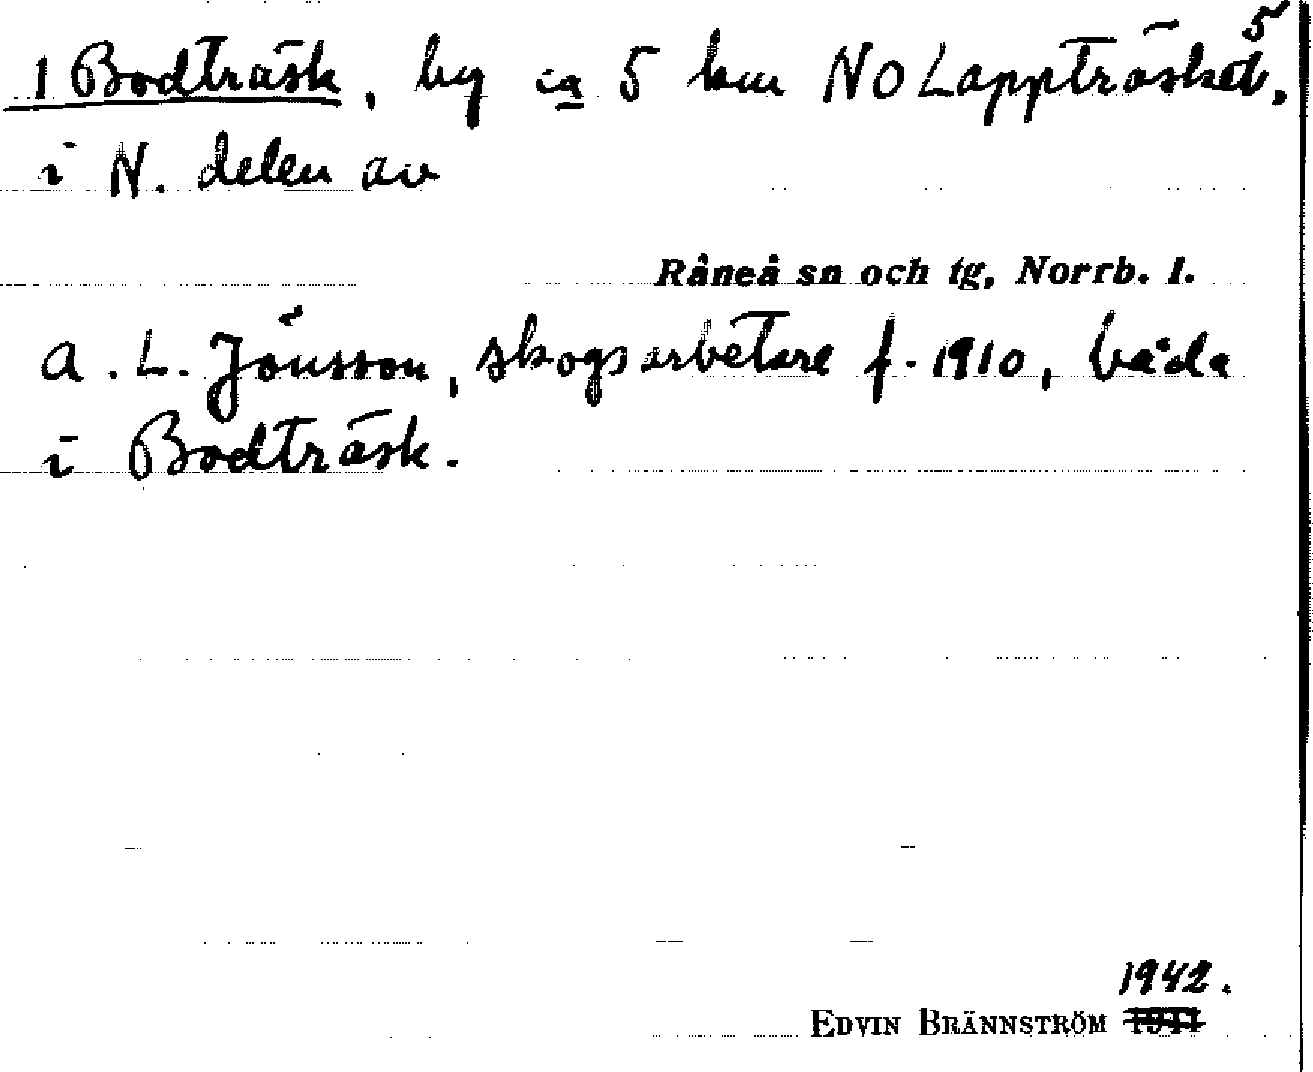 5
1 Bodträsk, by ca 5 km NO Lappträsket,
i N. delen av
Råneå sn och tg, Norrb. l.
A. L. Jönsson, skogsarbetare f. 1910, båda
i Bodträsk.
1942.
EDVIN BRÄNNSTRÖM 1941